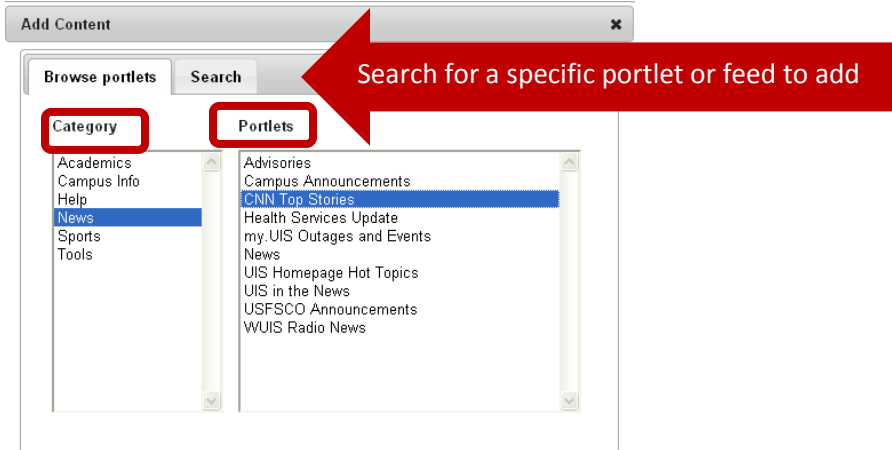 Add Content
Browse portlets
Search
Search for a specific portlet or feed to add
Category
Portlets
Academics
Campus Info
Help
News
Sports
Tools
Advisories
Campus Announcements
CNN Top Stories
Health Services Update
my.UIS Outages and Events
News
UIS Homepage Hot Topics
UIS in the News
USFSCO Announcements
WUIS Radio News